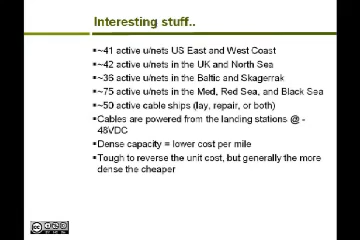 Interesting stuff..
▪~41 active u/nets US East and West Coast
▪~42 active u/nets in the UK and North Sea
▪~36 active u/nets in the Baltic and Skagerrak
▪~75 active u/nets in the Med, Red Sea, and Black Sea
▪~50 active cable ships (lay, repair, or both)
▪Cables are powered from the landing stations @ -
48VDC
▪Dense capacity = lower cost per mile
▪Tough to reverse the unit cost, but generally the more
dense the cheaper